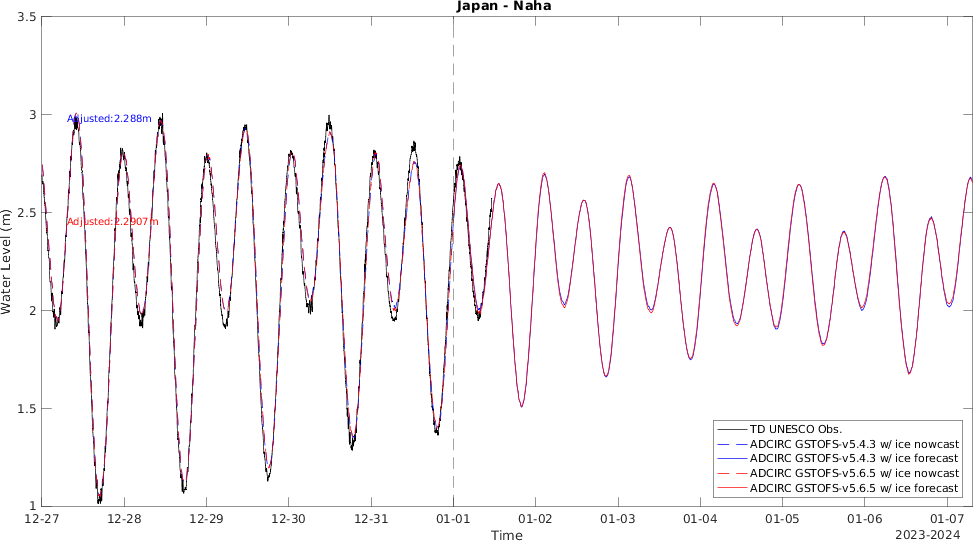 Japan - Naha
3.5
3
2.5
2
1.5
1
Water Level (m)
Adjusted:2.288m
Adjusted:2.2907m
TD UNESCO Obs.
ADCIRC GSTOFS-v5.4.3 w/ ice nowcast
ADCIRC GSTOFS-v5.4.3 w/ ice forecast
ADCIRC GSTOFS-v5.6.5 w/ ice nowcast
ADCIRC GSTOFS-v5.6.5 w/ ice forecast
12-27 12-28 12-29 12-30 12-31 01-01 01-02 01-03 01-04 01-05 01-06 01-07
Time
2023-2024